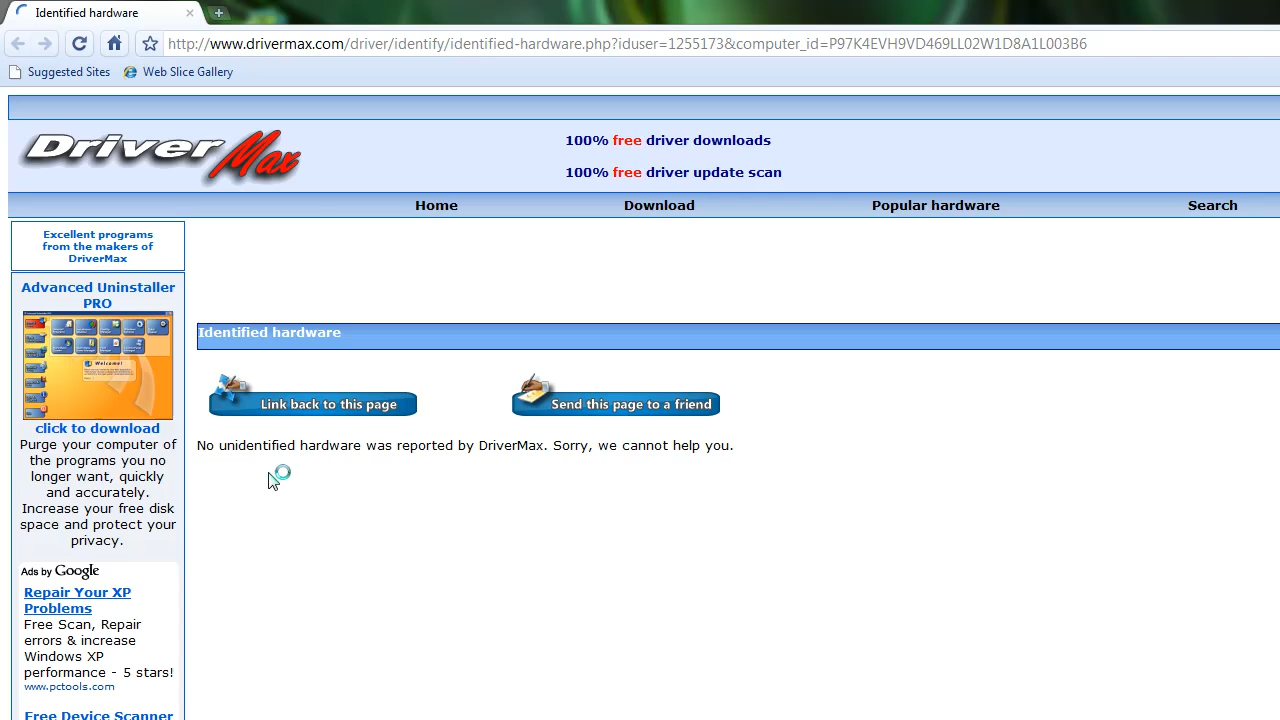 Identified hardware
http://www.drivermax.com/driver/identify/identified-hardware.php?iduser=1255173&computer_id=P97K4EVH9VD469LL02W1D8A1L003B6
Suggested Sites
Web Slice Gallery
DriverMax
100% free driver downloads
100% free driver update scan
Home
Download
Popular hardware
Search
Excellent programs
from the makers of
DriverMax
Advanced Uninstaller
PRO
Welcome!
click to download
Purge your computer of
the programs you no
longer want, quickly
and accurately.
Increase your free disk
space and protect your
privacy.
Ads by Google
Repair Your XP
Problems
Free Scan, Repair
errors & increase
Windows XP
performance - 5 stars!
www.pctools.com
Free Device Scanner
Identified hardware
Link back to this page
Send this page to a friend
No unidentified hardware was reported by DriverMax. Sorry, we cannot help you.